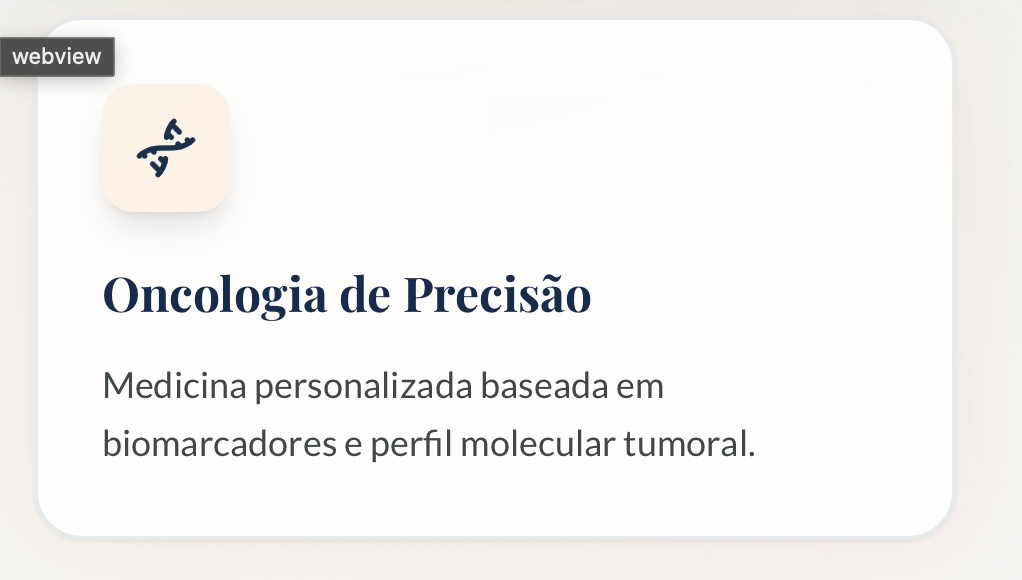 webview
Oncologia de Precisão
Medicina personalizada baseada em
biomarcadores e perfil molecular tumoral.